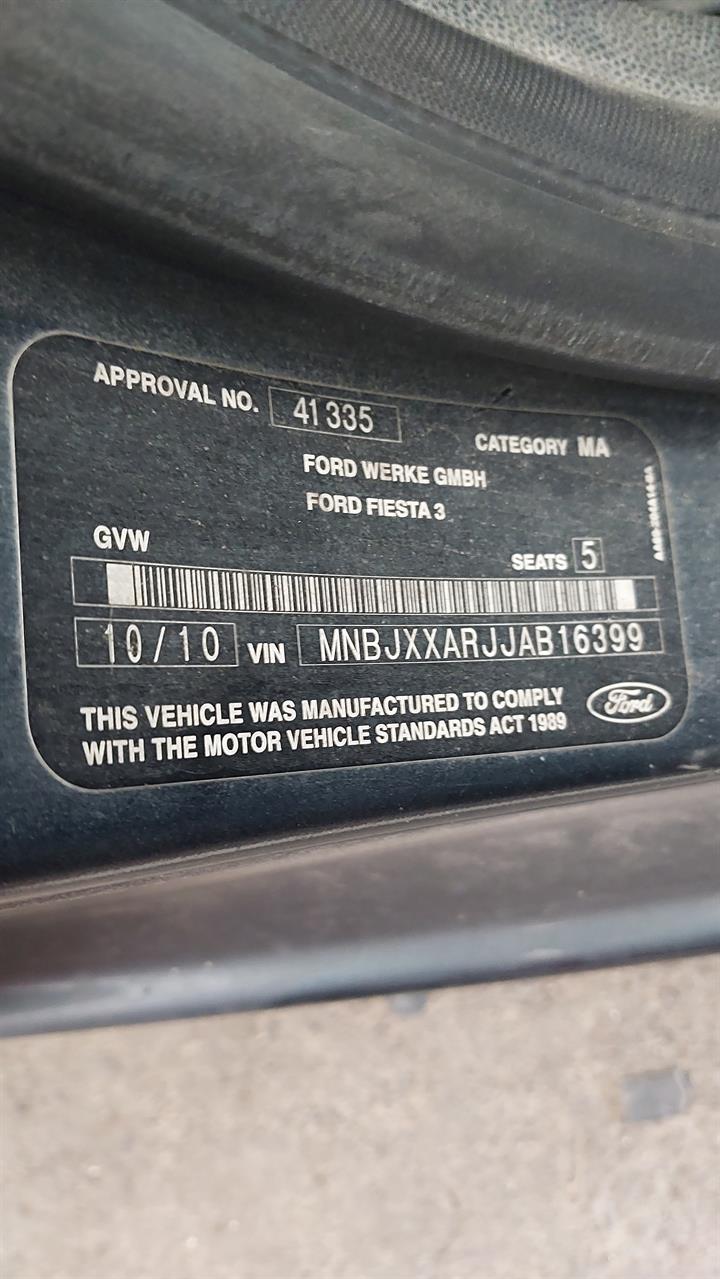 APPROVAL NO. 41335
CATEGORY MA
FORD WERKE GMBH
FORD FIESTA 3
GVW
SEATS 5
10/10 VIN MNBJXXARJJAB16399
THIS VEHICLE WAS MANUFACTURED TO COMPLY
WITH THE MOTOR VEHICLE STANDARDS ACT 1989
Ford